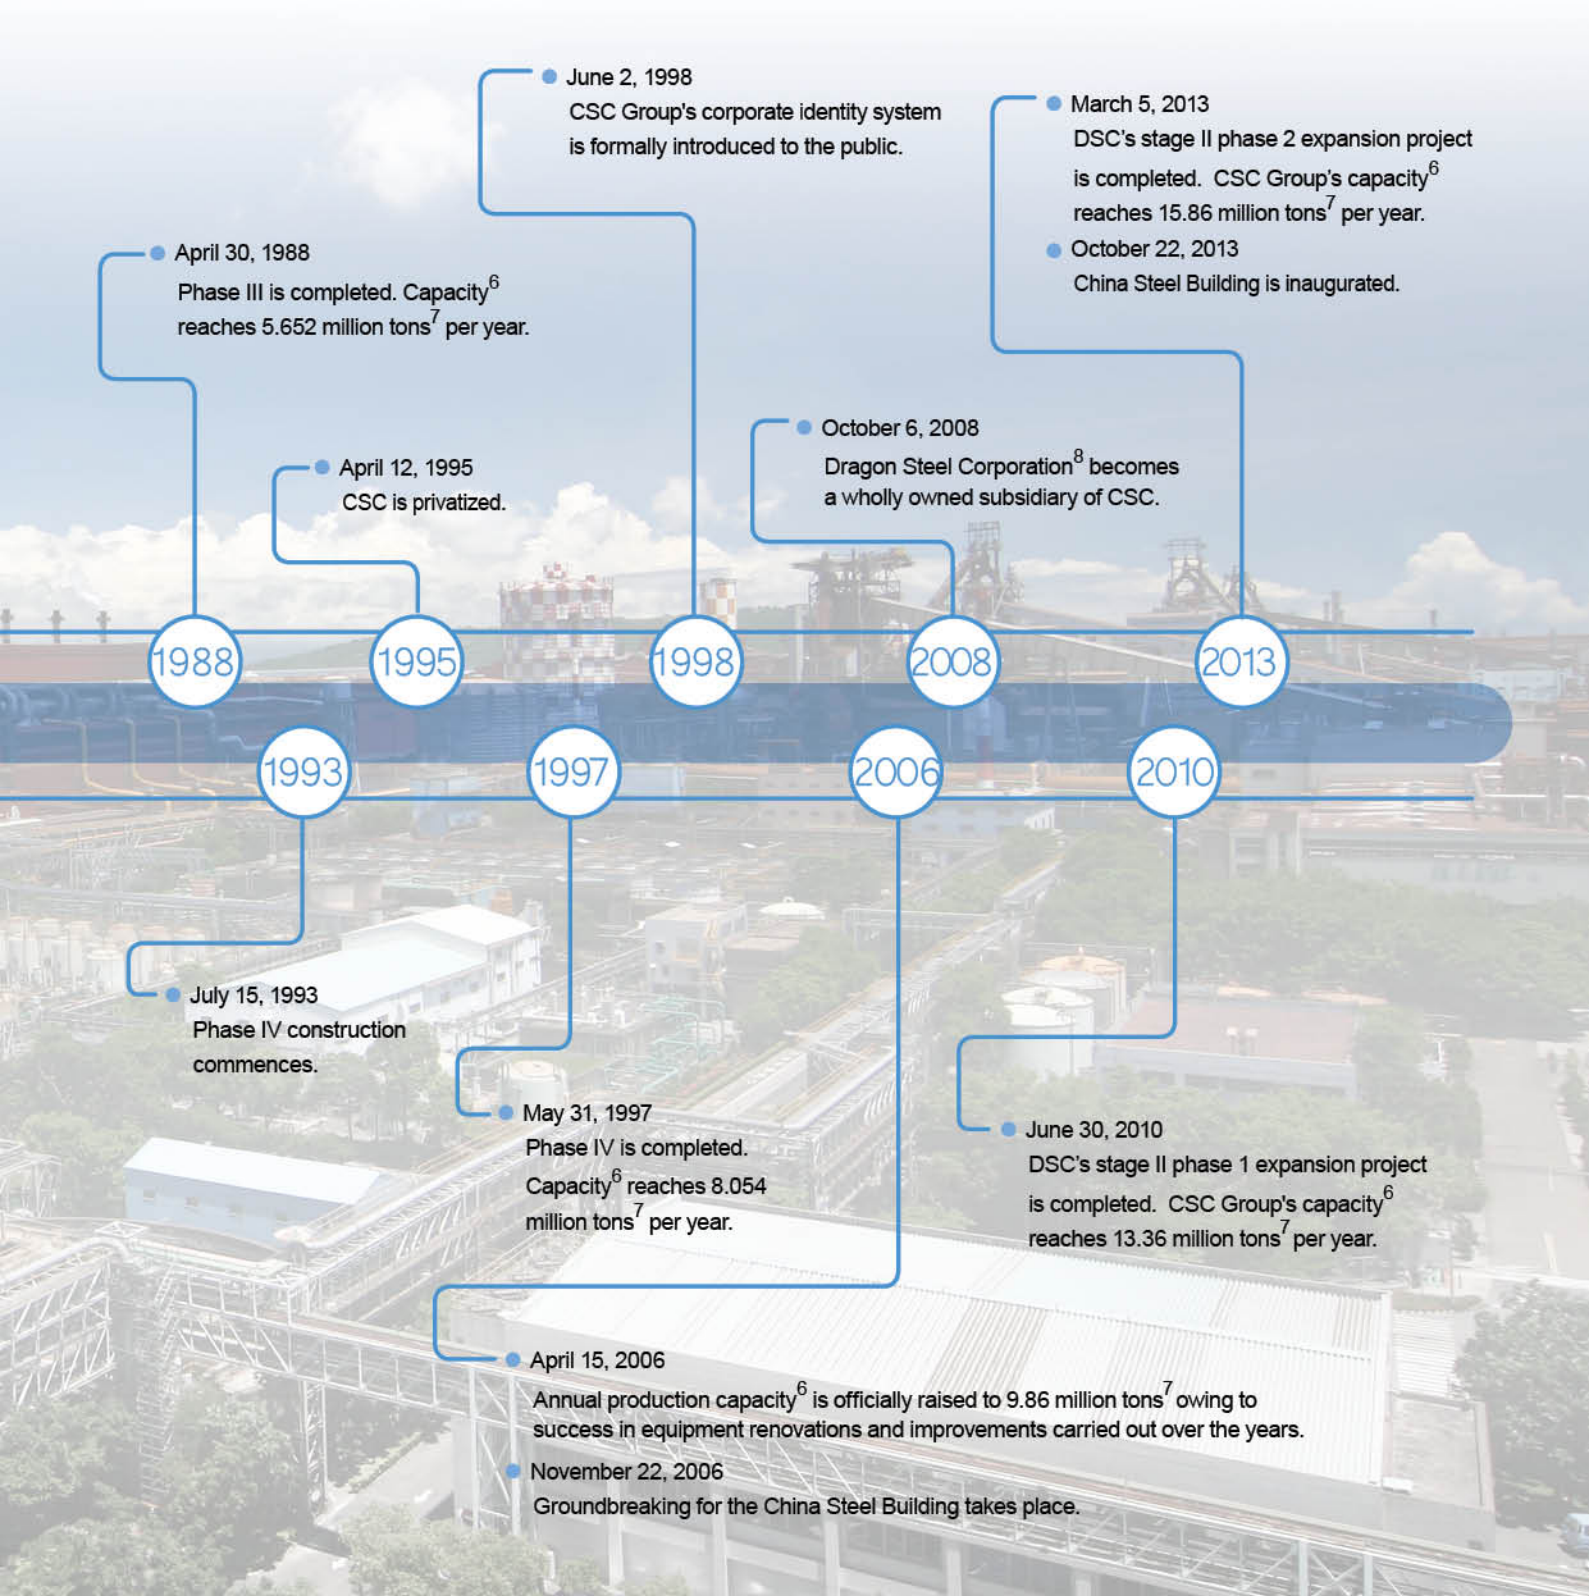 June 2, 1998
CSC Group's corporate identity system
is formally introduced to the public.
March 5, 2013
DSC's stage II phase 2 expansion project
is completed.  CSC Group's capacity6
reaches 15.86 million tons7 per year.
October 22, 2013
China Steel Building is inaugurated.
April 30, 1988
Phase III is completed. Capacity6
reaches 5.652 million tons7 per year.
April 12, 1995
CSC is privatized.
October 6, 2008
Dragon Steel Corporation8 becomes
a wholly owned subsidiary of CSC.
1988
1995
1998
2008
2013
1993
1997
2006
2010
July 15, 1993
Phase IV construction
commences.
May 31, 1997
Phase IV is completed.
Capacity6 reaches 8.054
million tons7 per year.
June 30, 2010
DSC's stage II phase 1 expansion project
is completed.  CSC Group's capacity6
reaches 13.36 million tons7 per year.
April 15, 2006
Annual production capacity6 is officially raised to 9.86 million tons7 owing to
success in equipment renovations and improvements carried out over the years.
November 22, 2006
Groundbreaking for the China Steel Building takes place.